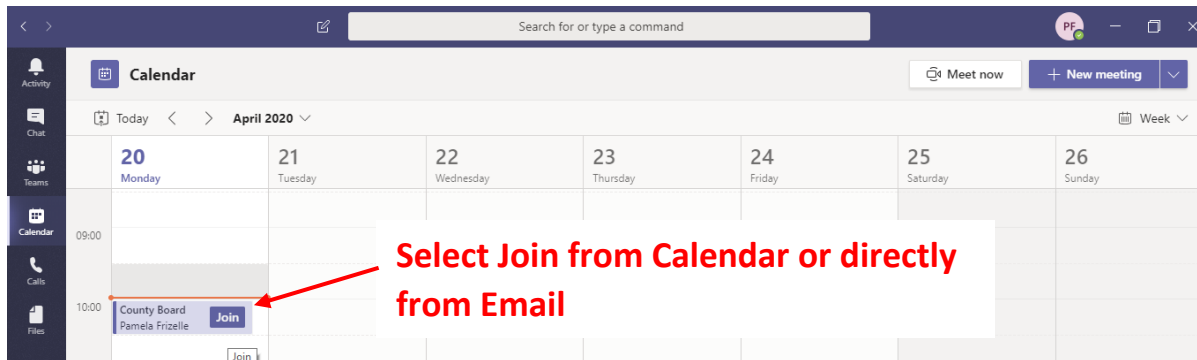 Search for or type a command
PF
Activity
Calendar
Meet now
+ New meeting
Chat
Today
April 2020
Week
Teams
20
Monday
21
Tuesday
22
Wednesday
23
Thursday
24
Friday
25
Saturday
26
Sunday
Calendar
09:00
Select Join from Calendar or directly
from Email
Calls
10:00
County Board
Pamela Frizelle
Join
Files
Join